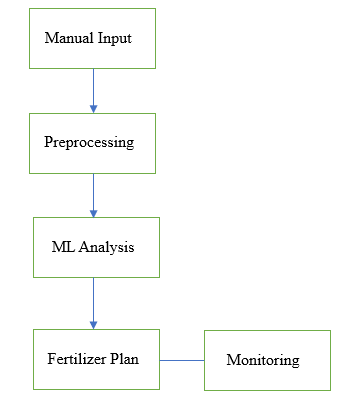 Manual Input
Preprocessing
ML Analysis
Fertilizer Plan
Monitoring